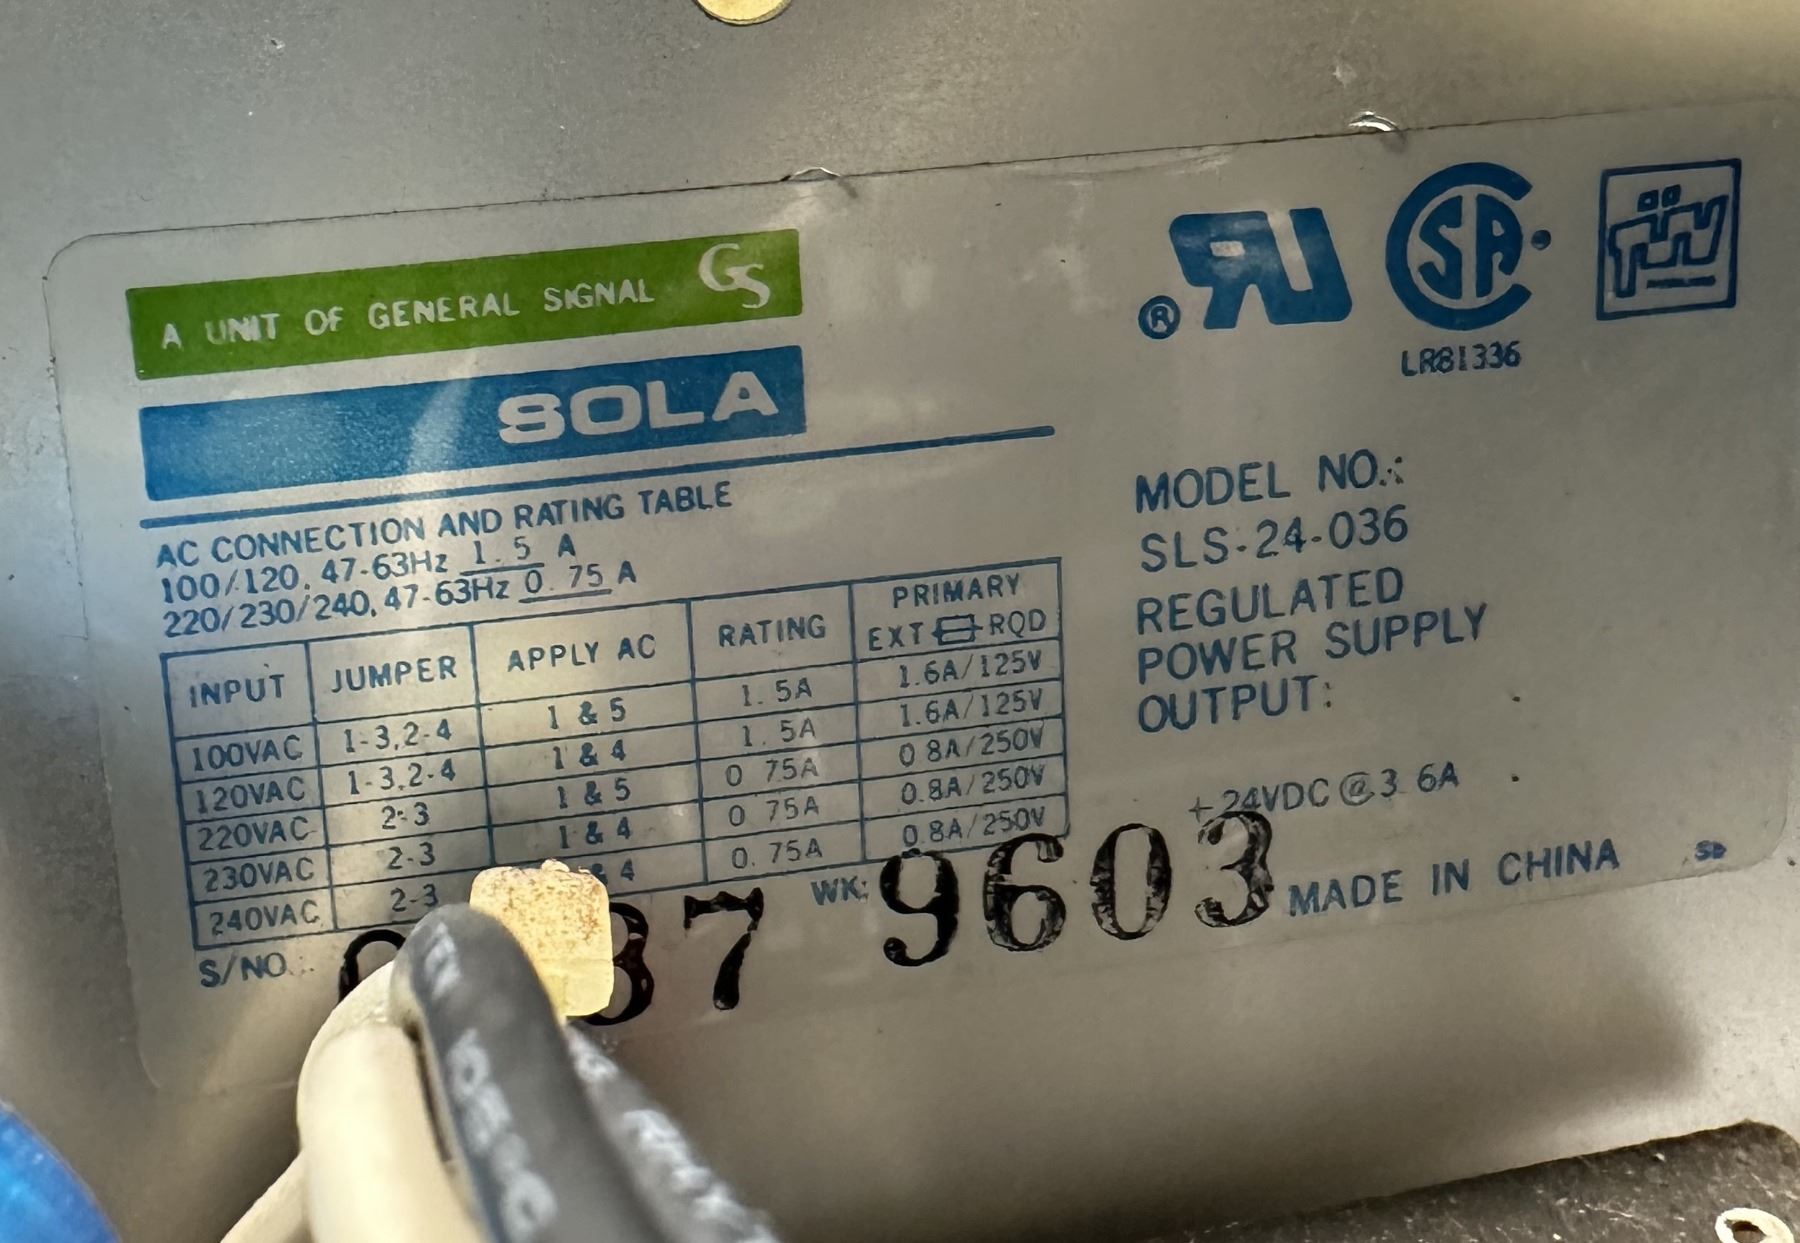 A UNIT OF GENERAL SIGNAL GS
SOLA
AC CONNECTION AND RATING TABLE
100/120, 47-63Hz 1.5 A
220/230/240, 47-63Hz 0.75 A
INPUT JUMPER APPLY AC RATING PRIMARY EXT RQD
100VAC 1-3,2-4 1 & 5 1.5A 1.6A/125V
120VAC 1-3,2-4 1 & 4 1.5A 1.6A/125V
220VAC 2-3 1 & 5 0 75A 0 8A/250V
230VAC 2-3 1 & 4 0 75A 0.8A/250V
240VAC 2-3 & 4 0.75A 0.8A/250V
S/NO.: 37 WK: 9603
® UR
CSA
LR81336
TÜV
MODEL NO.:
SLS-24-036
REGULATED
POWER SUPPLY
OUTPUT:
+24VDC @ 3 6A
MADE IN CHINA